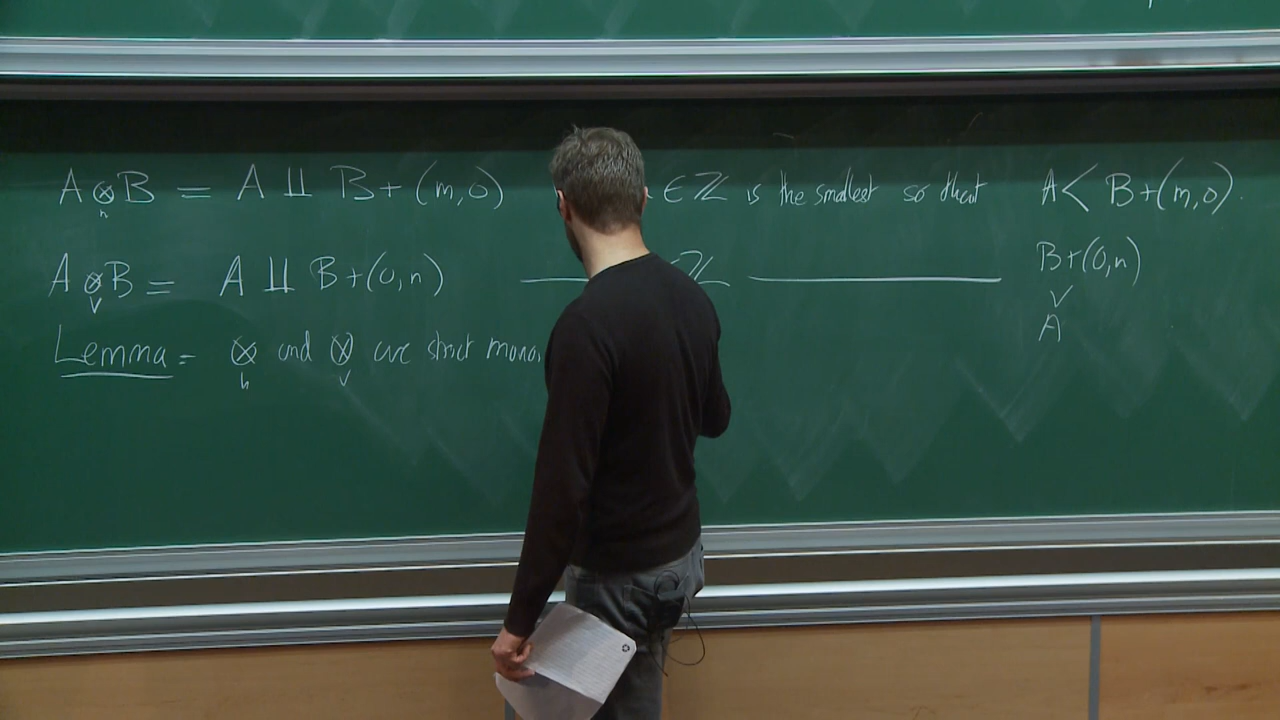 A ⊗ₕ B = A ⨿ B + (m,0) ∈ ℤ is the smallest so that A < B+(m,0).
A ⊗ᵥ B = A ⨿ B+(0,n) ℤ B+(0,n)
∨
A
Lemma = ⊗ₕ and ⊗ᵥ are strict mono